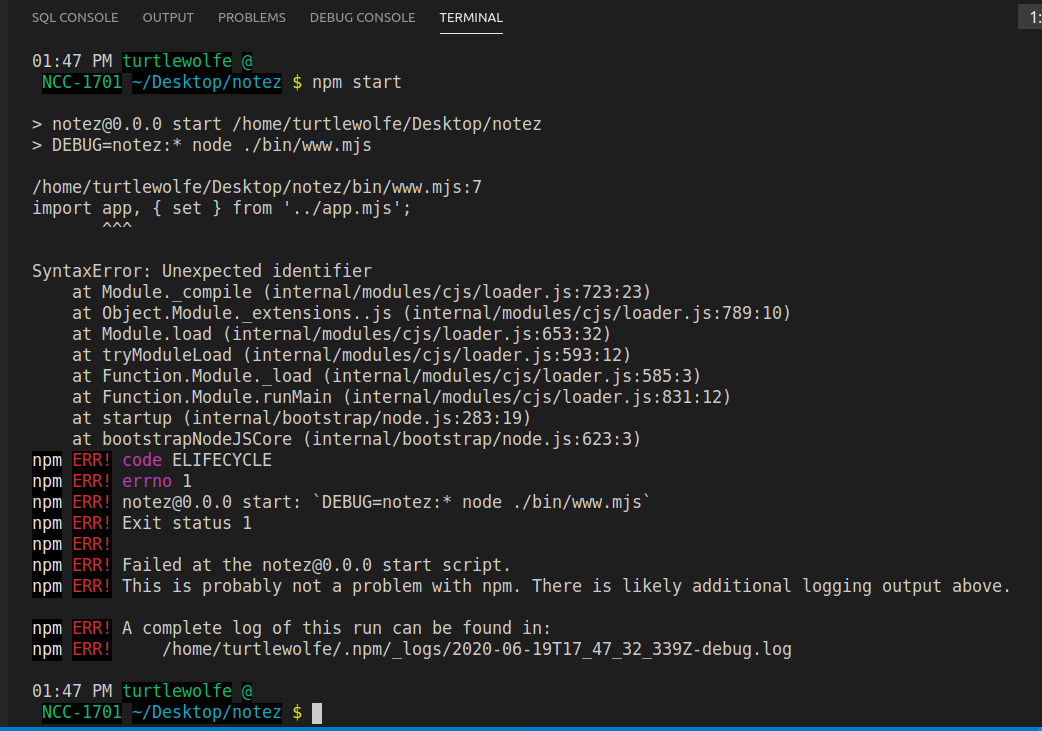 SQL CONSOLE OUTPUT PROBLEMS DEBUG CONSOLE TERMINAL 1:
01:47 PM turtlewolfe @
NCC-1701 ~/Desktop/notez $ npm start
> notez@0.0.0 start /home/turtlewolfe/Desktop/notez
> DEBUG=notez:* node ./bin/www.mjs
/home/turtlewolfe/Desktop/notez/bin/www.mjs:7
import app, { set } from '../app.mjs';
^^^
SyntaxError: Unexpected identifier
at Module._compile (internal/modules/cjs/loader.js:723:23)
at Object.Module._extensions..js (internal/modules/cjs/loader.js:789:10)
at Module.load (internal/modules/cjs/loader.js:653:32)
at tryModuleLoad (internal/modules/cjs/loader.js:593:12)
at Function.Module._load (internal/modules/cjs/loader.js:585:3)
at Function.Module.runMain (internal/modules/cjs/loader.js:831:12)
at startup (internal/bootstrap/node.js:283:19)
at bootstrapNodeJSCore (internal/bootstrap/node.js:623:3)
npm ERR! code ELIFECYCLE
npm ERR! errno 1
npm ERR! notez@0.0.0 start: `DEBUG=notez:* node ./bin/www.mjs`
npm ERR! Exit status 1
npm ERR!
npm ERR! Failed at the notez@0.0.0 start script.
npm ERR! This is probably not a problem with npm. There is likely additional logging output above.
npm ERR! A complete log of this run can be found in:
npm ERR! /home/turtlewolfe/.npm/_logs/2020-06-19T17_47_32_339Z-debug.log
01:47 PM turtlewolfe @
NCC-1701 ~/Desktop/notez $